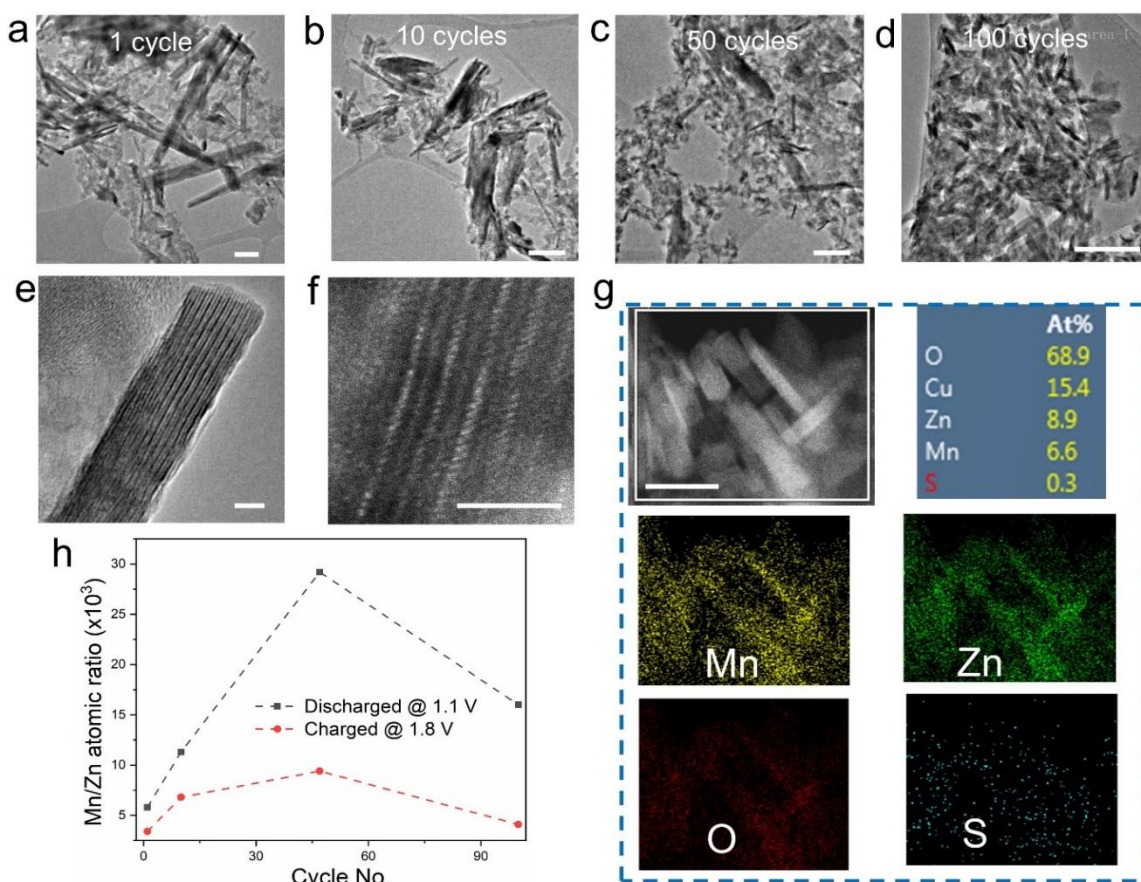 a
1 cycle
b
10 cycles
c
50 cycles
d
100 cycles
e
f
g
At%
O 68.9
Cu 15.4
Zn 8.9
Mn 6.6
S 0.3
Mn
Zn
O
S
h
Mn/Zn atomic ratio (x10³)
30
25
20
15
10
5
Discharged @ 1.1 V
Charged @ 1.8 V
0 30 60 90
Cycle No.